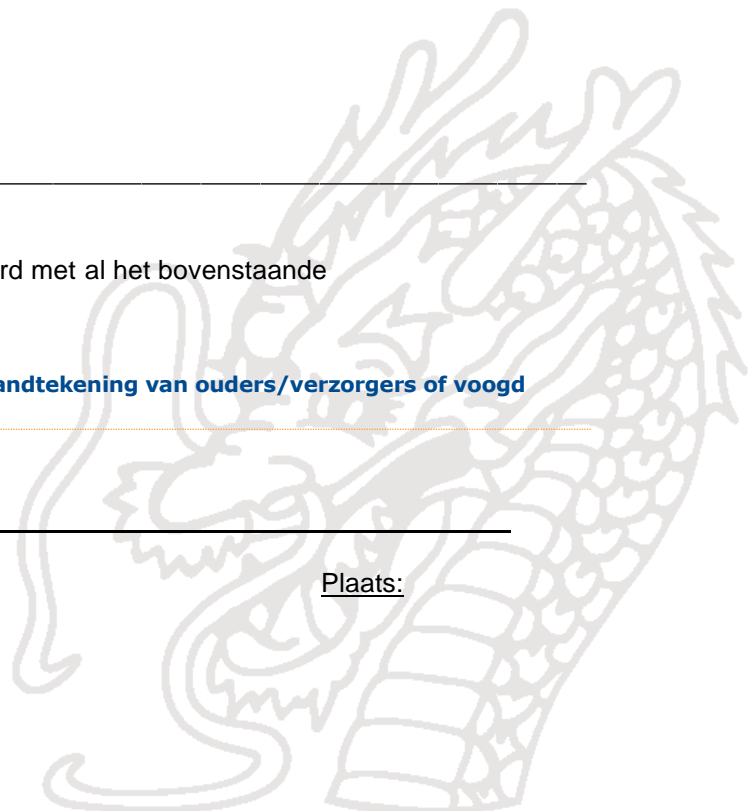 rd met al het bovenstaande
andtekening van ouders/verzorgers of voogd
Plaats: